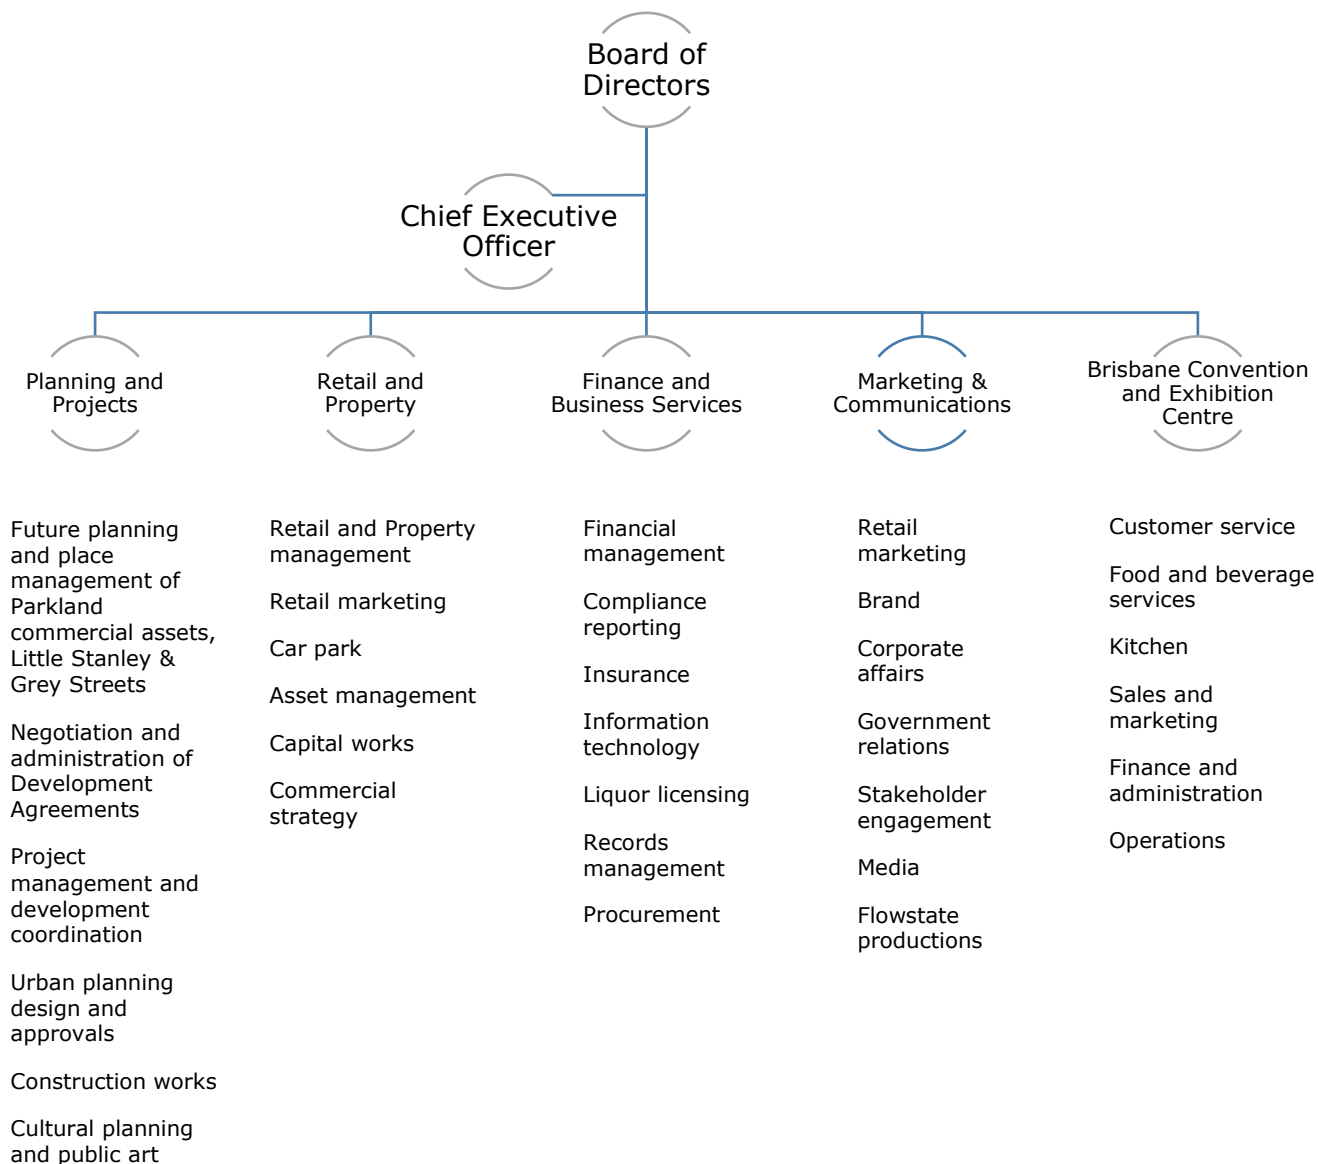 Board of
Directors
Chief Executive
Officer
Planning and
Projects
Retail and
Property
Finance and
Business Services
Marketing &
Communications
Brisbane Convention
and Exhibition
Centre
Future planning
and place
management of
Parkland
commercial assets,
Little Stanley &
Grey Streets
Negotiation and
administration of
Development
Agreements
Project
management and
development
coordination
Urban planning
design and
approvals
Construction works
Cultural planning
and public art
Retail and Property
management
Retail marketing
Car park
Asset management
Capital works
Commercial
strategy
Financial
management
Compliance
reporting
Insurance
Information
technology
Liquor licensing
Records
management
Procurement
Retail
marketing
Brand
Corporate
affairs
Government
relations
Stakeholder
engagement
Media
Flowstate
productions
Customer service
Food and beverage
services
Kitchen
Sales and
marketing
Finance and
administration
Operations